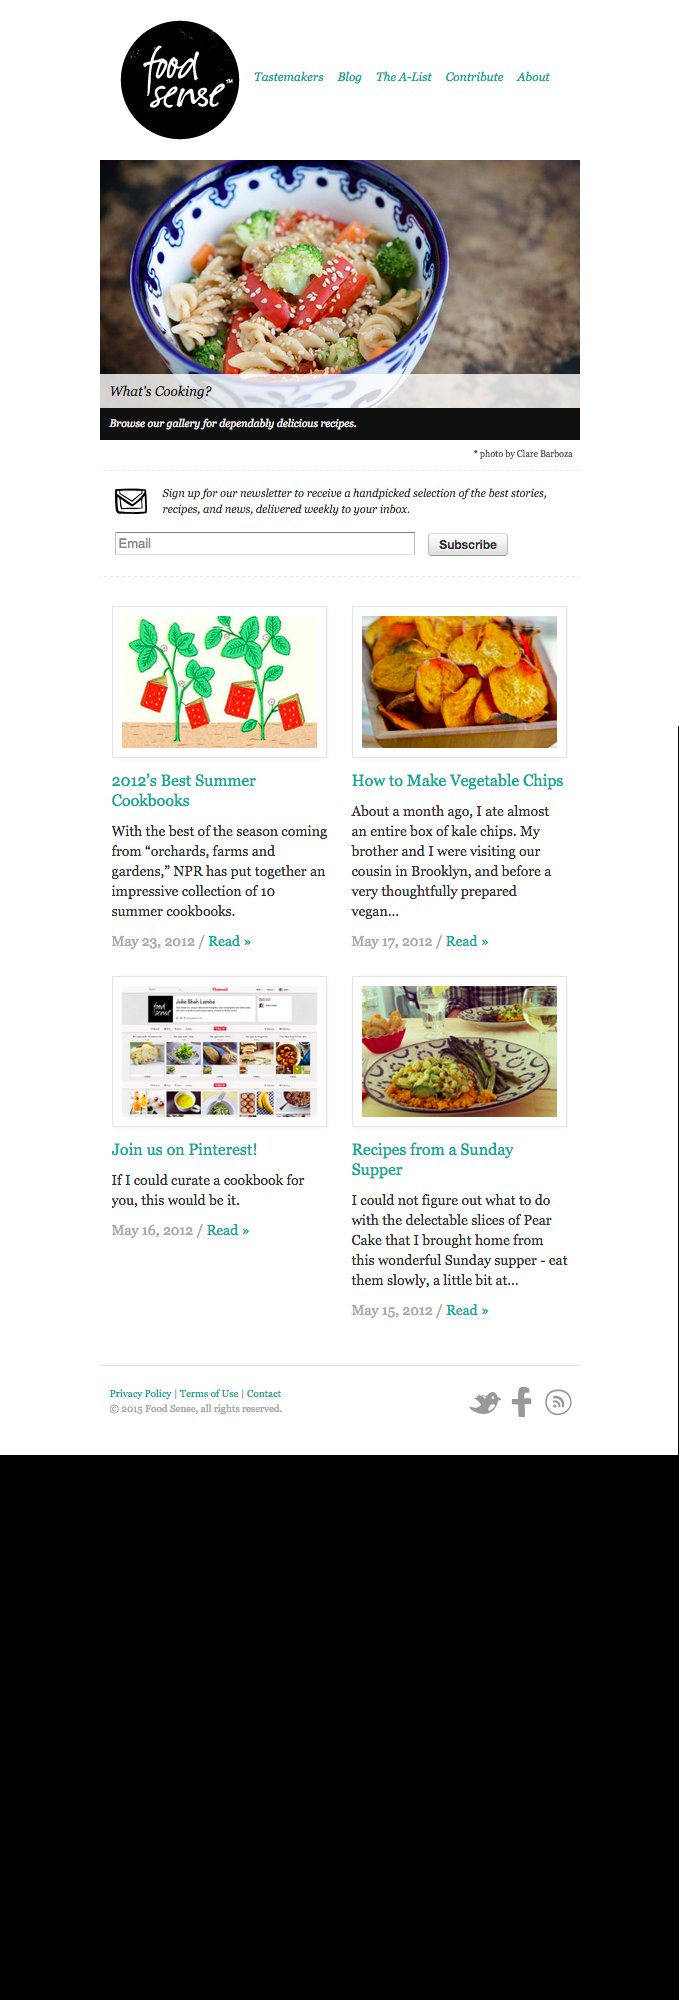 food
sense™
Tastemakers Blog The A-List Contribute About
What's Cooking?
Browse our gallery for dependably delicious recipes.
* photo by Clare Barboza
Sign up for our newsletter to receive a handpicked selection of the best stories,
recipes, and news, delivered weekly to your inbox.
Email
Subscribe
2012’s Best Summer
Cookbooks
With the best of the season coming
from “orchards, farms and
gardens,” NPR has put together an
impressive collection of 10
summer cookbooks.
May 23, 2012 / Read »
How to Make Vegetable Chips
About a month ago, I ate almost
an entire box of kale chips. My
brother and I were visiting our
cousin in Brooklyn, and before a
very thoughtfully prepared
vegan...
May 17, 2012 / Read »
Julie Shah Lamba
Join us on Pinterest!
If I could curate a cookbook for
you, this would be it.
May 16, 2012 / Read »
Recipes from a Sunday
Supper
I could not figure out what to do
with the delectable slices of Pear
Cake that I brought home from
this wonderful Sunday supper - eat
them slowly, a little bit at...
May 15, 2012 / Read »
Privacy Policy | Terms of Use | Contact
© 2015 Food Sense, all rights reserved.